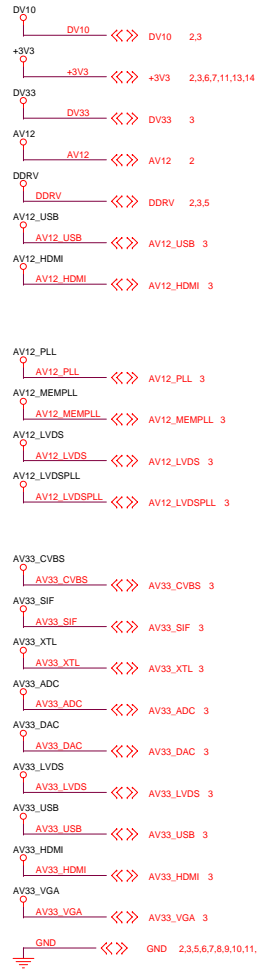 DV10
DV10 DV10 2,3
+3V3
+3V3 +3V3 2,3,6,7,11,13,14
DV33
DV33 DV33 3
AV12
AV12 AV12 2
DDRV
DDRV DDRV 2,3,5
AV12_USB
AV12_USB AV12_USB 3
AV12_HDMI
AV12_HDMI AV12_HDMI 3
AV12_PLL
AV12_PLL AV12_PLL 3
AV12_MEMPLL
AV12_MEMPLL AV12_MEMPLL 3
AV12_LVDS
AV12_LVDS AV12_LVDS 3
AV12_LVDSPLL
AV12_LVDSPLL AV12_LVDSPLL 3
AV33_CVBS
AV33_CVBS AV33_CVBS 3
AV33_SIF
AV33_SIF AV33_SIF 3
AV33_XTL
AV33_XTL AV33_XTL 3
AV33_ADC
AV33_ADC AV33_ADC 3
AV33_DAC
AV33_DAC AV33_DAC 3
AV33_LVDS
AV33_LVDS AV33_LVDS 3
AV33_USB
AV33_USB AV33_USB 3
AV33_HDMI
AV33_HDMI AV33_HDMI 3
AV33_VGA
AV33_VGA AV33_VGA 3
GND GND 2,3,5,6,7,8,9,10,11,